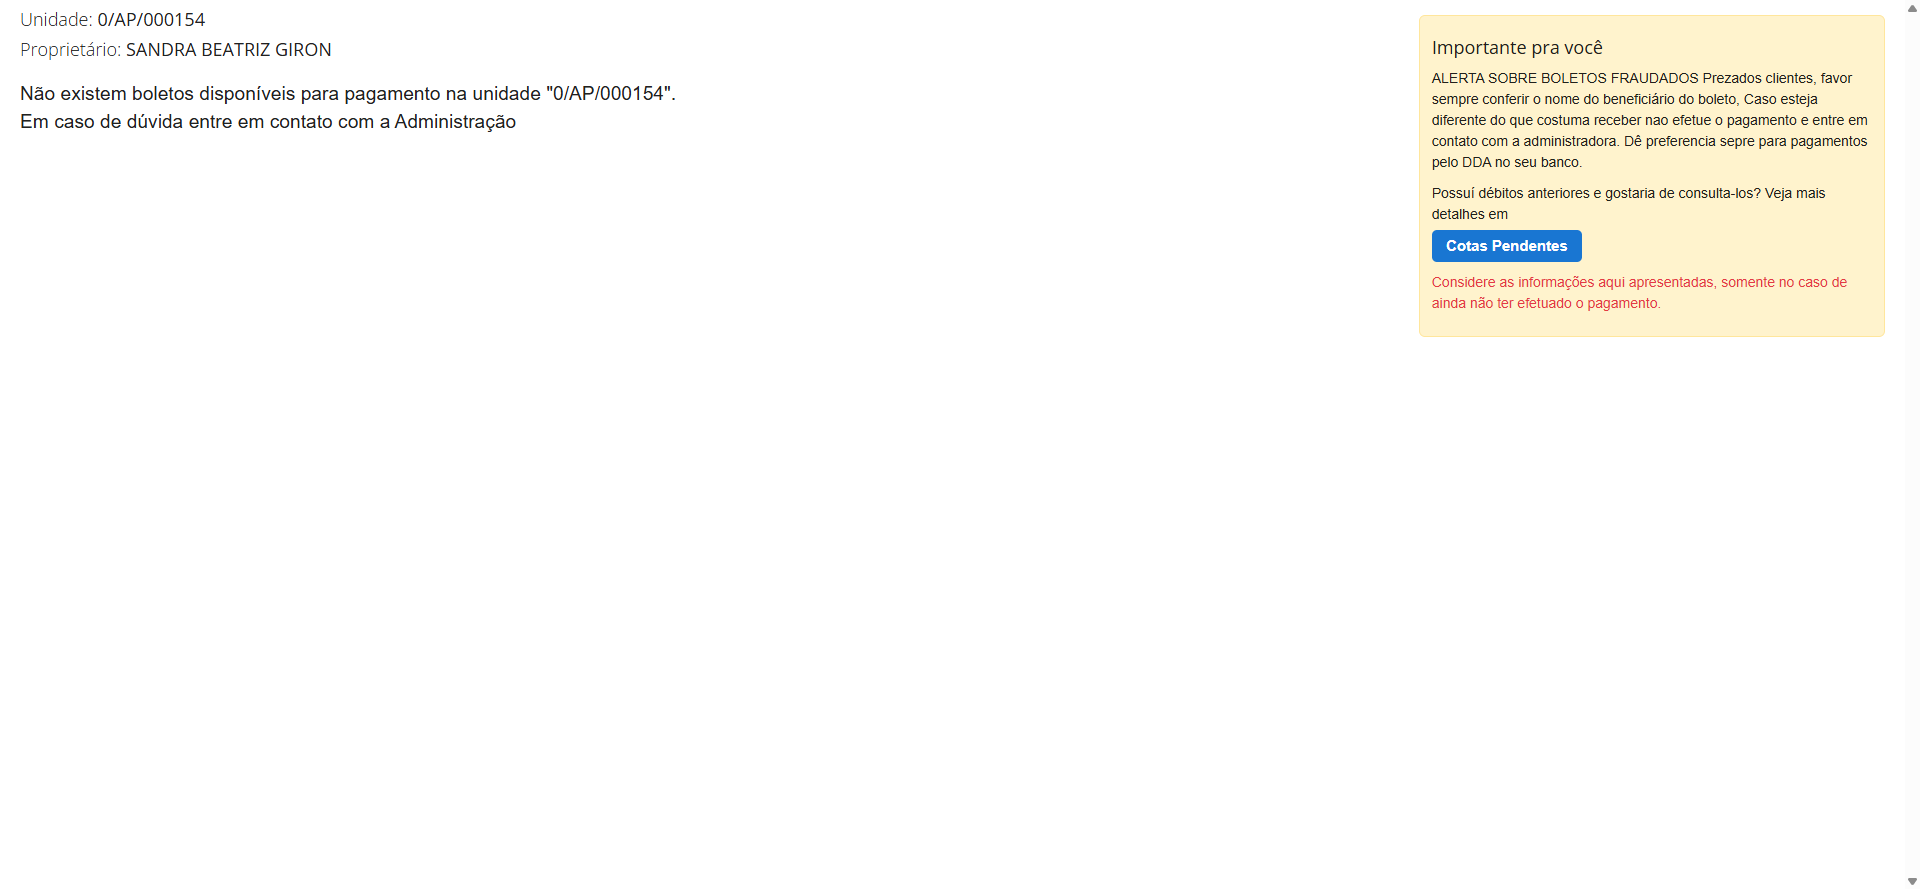 Unidade: 0/AP/000154
Proprietário: SANDRA BEATRIZ GIRON
Não existem boletos disponíveis para pagamento na unidade "0/AP/000154".
Em caso de dúvida entre em contato com a Administração
Importante pra você
ALERTA SOBRE BOLETOS FRAUDADOS Prezados clientes, favor
sempre conferir o nome do beneficiário do boleto, Caso esteja
diferente do que costuma receber nao efetue o pagamento e entre em
contato com a administradora. Dê preferencia sepre para pagamentos
pelo DDA no seu banco.
Possuí débitos anteriores e gostaria de consulta-los? Veja mais
detalhes em
Cotas Pendentes
Considere as informações aqui apresentadas, somente no caso de
ainda não ter efetuado o pagamento.